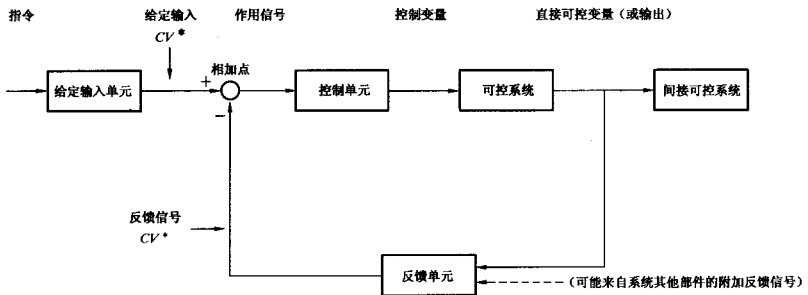 指令
给定输入
CV*
作用信号
控制变量
直接可控变量（或输出）
相加点
+
−
给定输入单元
控制单元
可控系统
间接可控系统
反馈信号
CV*
反馈单元
（可能来自系统其他部件的附加反馈信号）